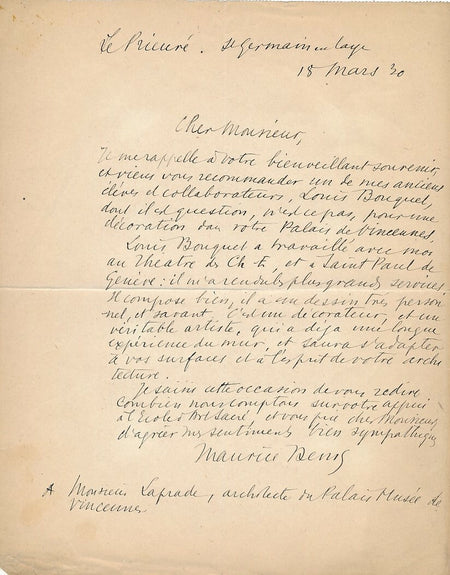 Le Prieuré. St Germain en Laye
18 Mars 30
Cher Monsieur,
Je me rappelle à votre bienveillant souvenir,
et viens vous recommander un de mes anciens
élèves et collaborateurs, Louis Bouquet,
dont il est question, n'est ce pas, pour une
décoration dans votre Palais de Vincennes.
Louis Bouquet a travaillé avec moi
au Théâtre des Ch-É, et à Saint Paul de
Genève : il m'a rendu les plus grands services
Il compose bien, il a un dessin très person
nel, et savant. C'est un décorateur, et un
véritable artiste, qui a déjà une longue
expérience du mur, et saura s'adapter
à vos surfaces et à l'esprit de votre archi
tecture.
Je saisis cette occasion de vous redire
combien nous comptons sur votre appui
à l'École d'Art Sacré, et vous prie cher Monsieur
d'agréer mes sentiments bien sympathiques
Maurice Denis
A Monsieur Laprade, architecte du Palais Musée de
Vincennes.